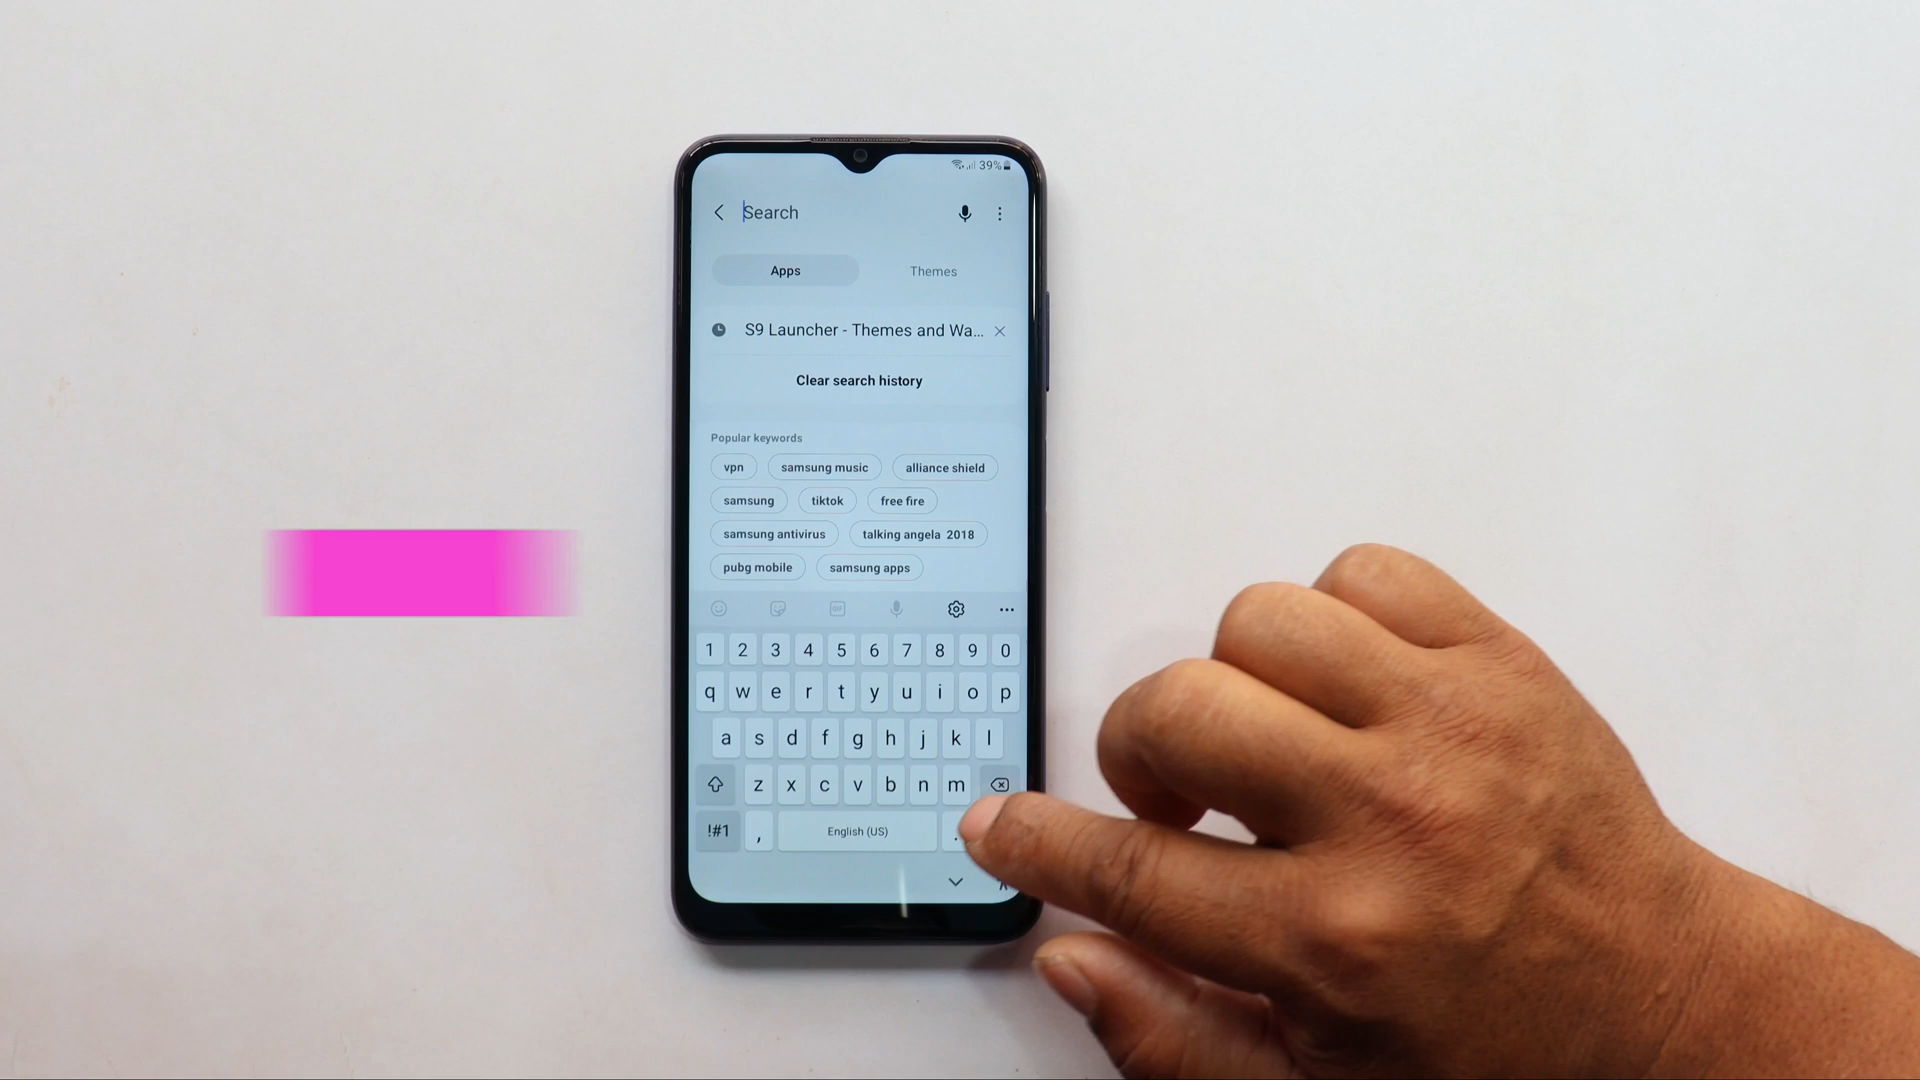 39%
Search
Apps Themes
S9 Launcher - Themes and Wa...
Clear search history
Popular keywords
vpn samsung music alliance shield
samsung tiktok free fire
samsung antivirus talking angela 2018
pubg mobile samsung apps
1 2 3 4 5 6 7 8 9 0
q w e r t y u i o p
a s d f g h j k l
z x c v b n m
!#1 , English (US) .